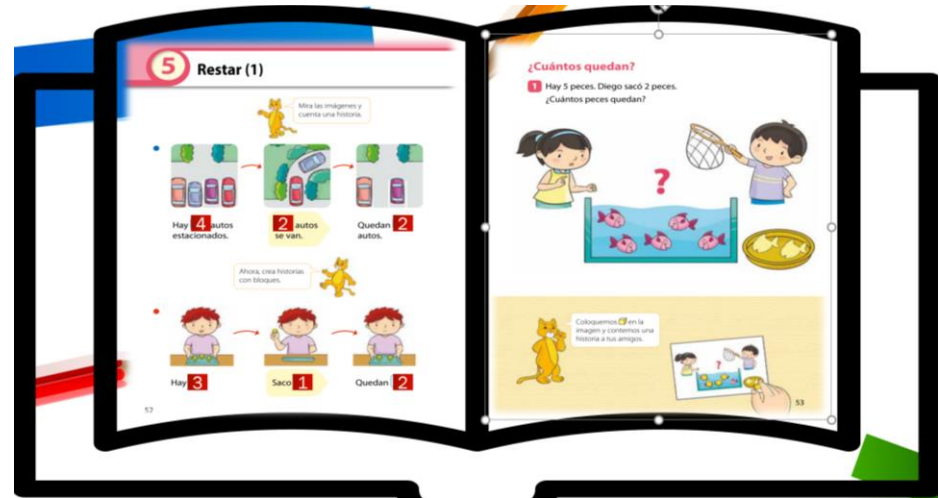 5 Restar (1)
Mira las imágenes y
cuenta una historia.
Hay 4 autos
estacionados.
2 autos
se van.
Quedan 2
autos.
Ahora, crea historias
con bloques.
Hay 3
Saco 1
Quedan 2
52
¿Cuántos quedan?
1 Hay 5 peces. Diego sacó 2 peces.
¿Cuántos peces quedan?
?
Coloquemos en la
imagen y contemos una
historia a tus amigos.
?
53